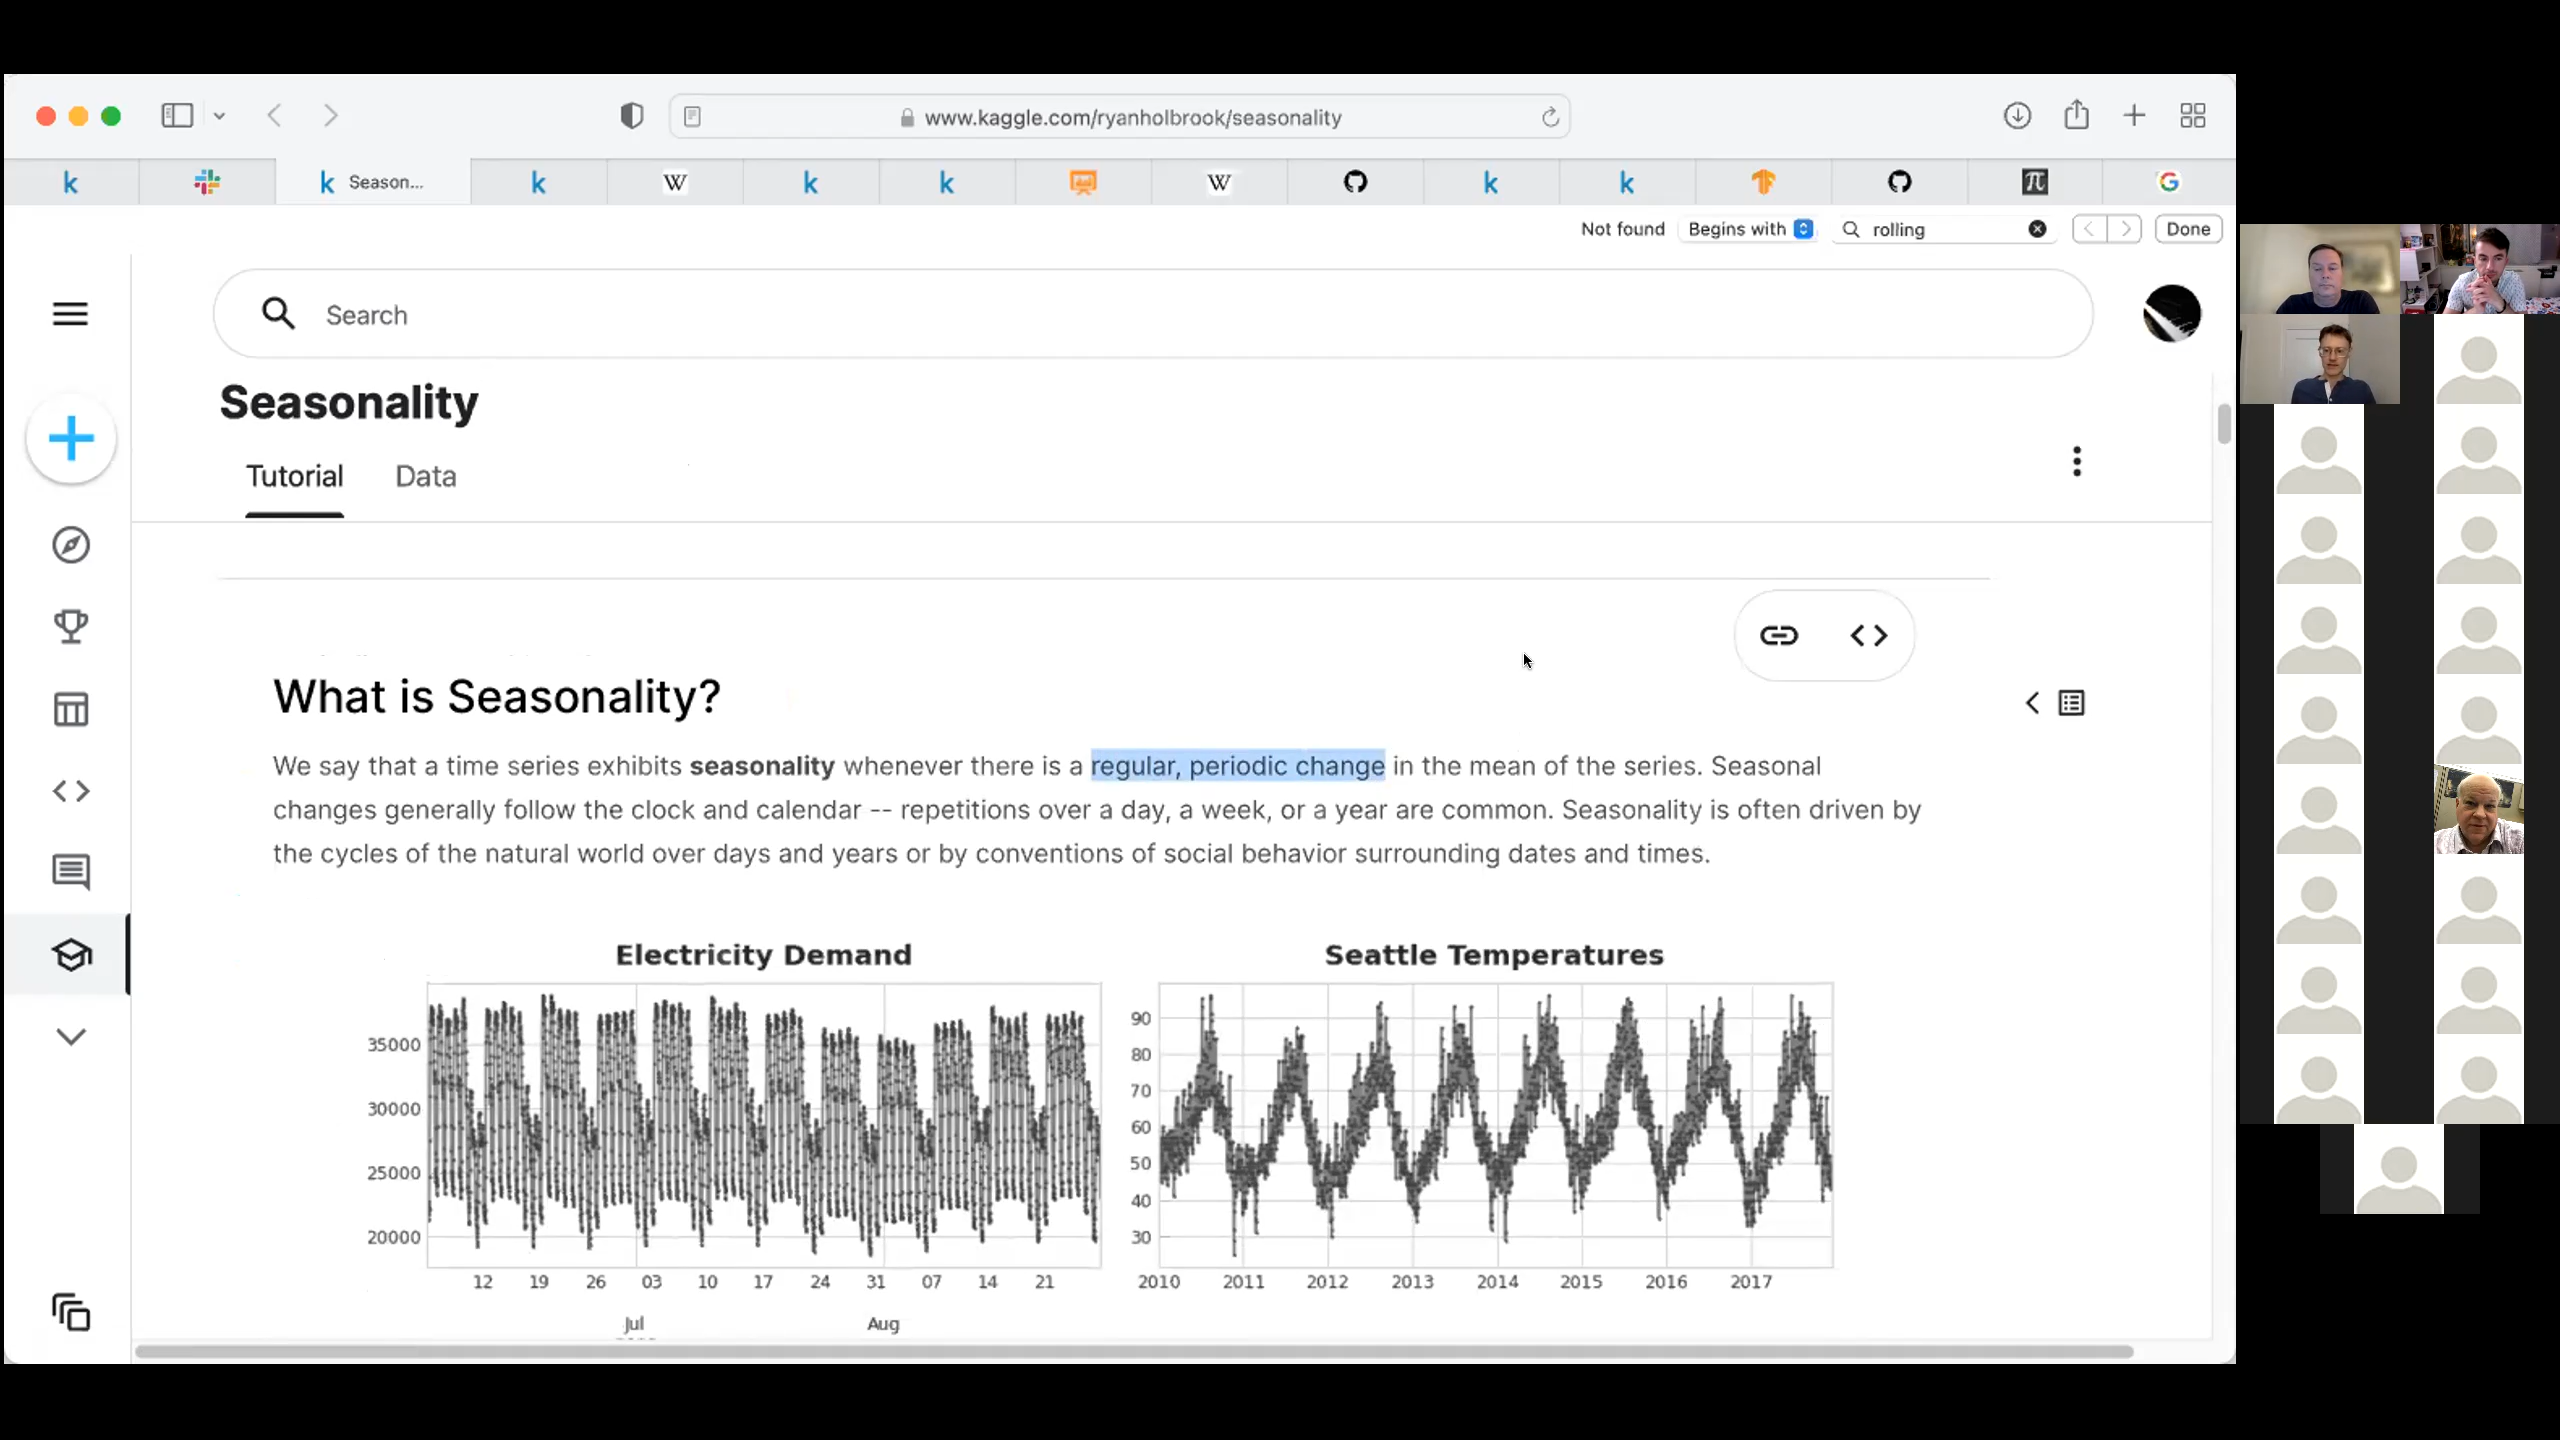 www.kaggle.com/ryanholbrook/seasonality
k k Season... k W k k W k k π G
Not found Begins with rolling Done
Search
Seasonality
Tutorial Data
What is Seasonality?
We say that a time series exhibits seasonality whenever there is a regular, periodic change in the mean of the series. Seasonal
changes generally follow the clock and calendar -- repetitions over a day, a week, or a year are common. Seasonality is often driven by
the cycles of the natural world over days and years or by conventions of social behavior surrounding dates and times.
Electricity Demand
35000
30000
25000
20000
12 19 26 03 10 17 24 31 07 14 21
Jul Aug
Seattle Temperatures
90
80
70
60
50
40
30
2010 2011 2012 2013 2014 2015 2016 2017